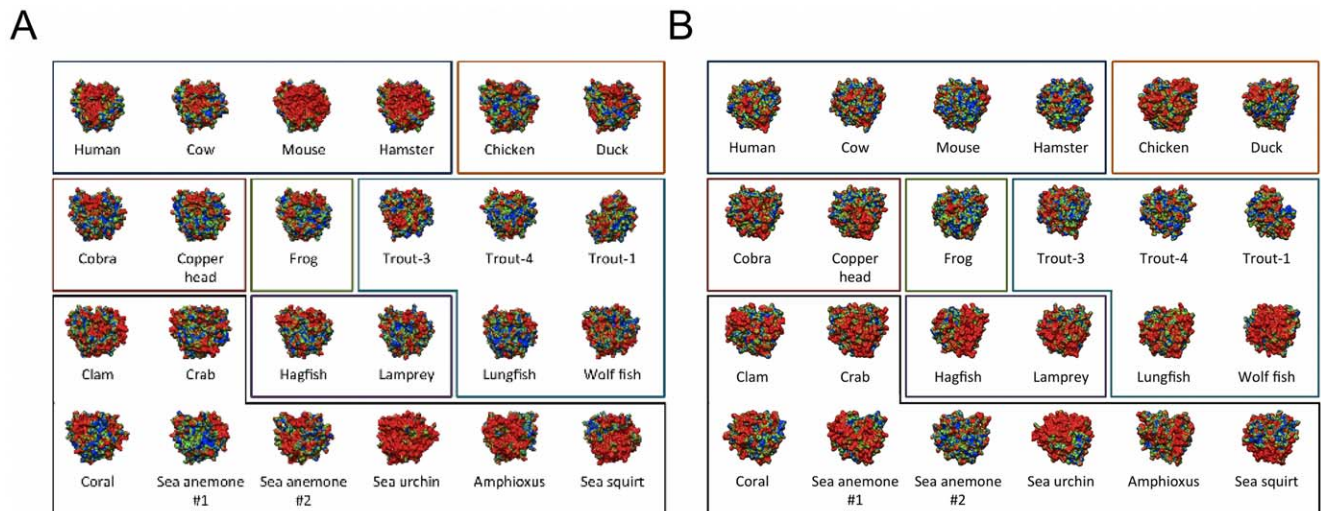 A
Human Cow Mouse Hamster Chicken Duck
Cobra Copper head Frog Trout-3 Trout-4 Trout-1
Clam Crab Hagfish Lamprey Lungfish Wolf fish
Coral Sea anemone #1 Sea anemone #2 Sea urchin Amphioxus Sea squirt
B
Human Cow Mouse Hamster Chicken Duck
Cobra Copper head Frog Trout-3 Trout-4 Trout-1
Clam Crab Hagfish Lamprey Lungfish Wolf fish
Coral Sea anemone #1 Sea anemone #2 Sea urchin Amphioxus Sea squirt